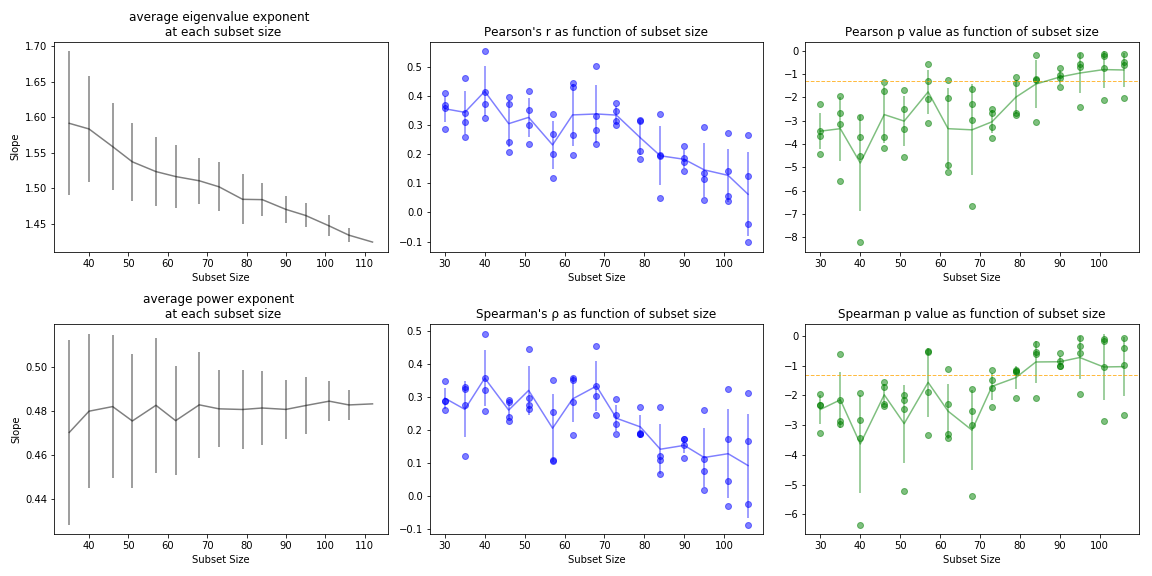 average eigenvalue exponent
at each subset size
Slope
1.70
1.65
1.60
1.55
1.50
1.45
40 50 60 70 80 90 100 110
Subset Size
Pearson's r as function of subset size
0.5
0.4
0.3
0.2
0.1
0.0
−0.1
30 40 50 60 70 80 90 100
Subset Size
Pearson p value as function of subset size
0
−1
−2
−3
−4
−5
−6
−7
−8
30 40 50 60 70 80 90 100
Subset Size
average power exponent
at each subset size
Slope
0.50
0.48
0.46
0.44
40 50 60 70 80 90 100 110
Subset Size
Spearman's ρ as function of subset size
0.5
0.4
0.3
0.2
0.1
0.0
−0.1
30 40 50 60 70 80 90 100
Subset Size
Spearman p value as function of subset size
0
−1
−2
−3
−4
−5
−6
30 40 50 60 70 80 90 100
Subset Size